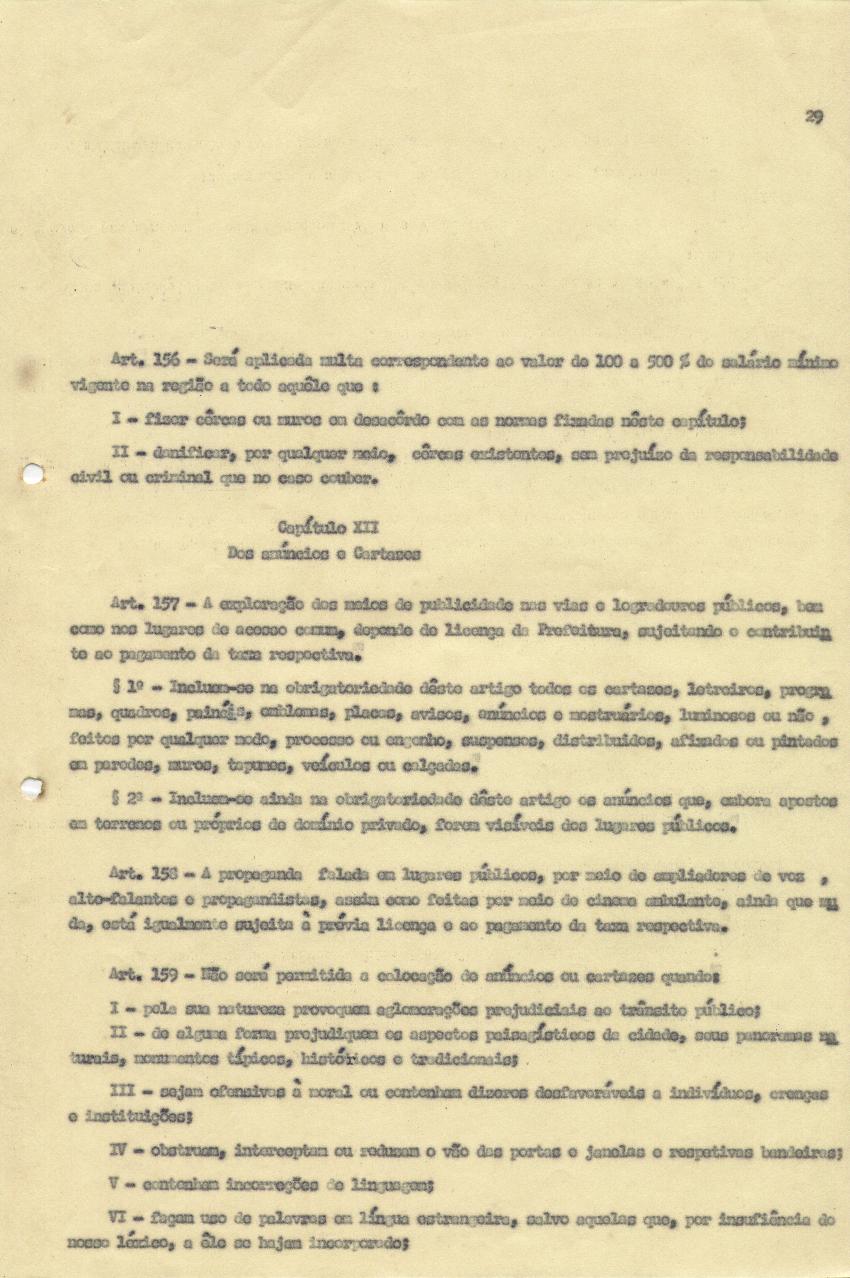 29
Art. 156 - Será aplicada multa correspondente ao valor de 100 a 500 % do salário mínimo
vigente na região a todo aquêle que :
I - fizer cêrcas ou muros em desacôrdo com as normas fixadas nêste capítulo;
II - danificar, por qualquer meio, cêrcas existentes, sem prejuízo da responsabilidade
civil ou criminal que no caso couber.
Capítulo XII
Dos anúncios e Cartazes
Art. 157 - A exploração dos meios de publicidade nas vias e logradouros públicos, bem
como nos lugares de acesso comum, depende de licença da Prefeitura, sujeitando o contribuin
te ao pagamento da taxa respectiva.
§ 1º - Incluem-se na obrigatoriedade dêste artigo todos os cartazes, letreiros, progra
mas, quadros, painéis, emblemas, placas, avisos, anúncios e mostruários, luminosos ou não ,
feitos por qualquer modo, processo ou engenho, suspensos, distribuidos, afixados ou pintados
em paredes, muros, tapumes, veículos ou calçadas.
§ 2º - Incluem-se ainda na obrigatoriedade dêste artigo os anúncios que, embora apostos
em terrenos ou próprios de domínio privado, forem visíveis dos lugares públicos.
Art. 158 - A propaganda falada em lugares públicos, por meio de ampliadores de voz ,
alto-falantes e propagandistas, assim como feitas por meio de cinema ambulante, ainda que mu
da, está igualmente sujeita à prévia licença e ao pagamento da taxa respectiva.
Art. 159 - Não será permitida a colocação de anúncios ou cartazes quando:
I - pela sua natureza provoquem aglomerações prejudiciais ao trânsito público;
II - de alguma forma prejudiquem os aspectos paisagísticos da cidade, seus panoramas na
turais, monumentos típicos, históricos e tradicionais;
III - sejam ofensivos à moral ou contenham dizeres desfavoráveis a indivíduos, crenças
e instituições;
IV - obstruam, interceptam ou reduzam o vão das portas e janelas e respetivas bandeiras;
V - contenham incorreções de linguagem;
VI - façam uso de palavras em língua estrangeira, salvo aquelas que, por insufiência do
nosso léxico, a êle se hajam incorporado;